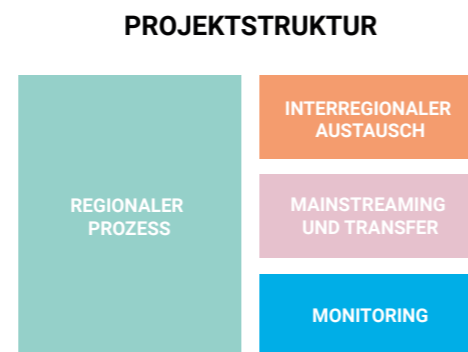 PROJEKTSTRUKTUR
REGIONALER
PROZESS
INTERREGIONALER
AUSTAUSCH
MAINSTREAMING
UND TRANSFER
MONITORING